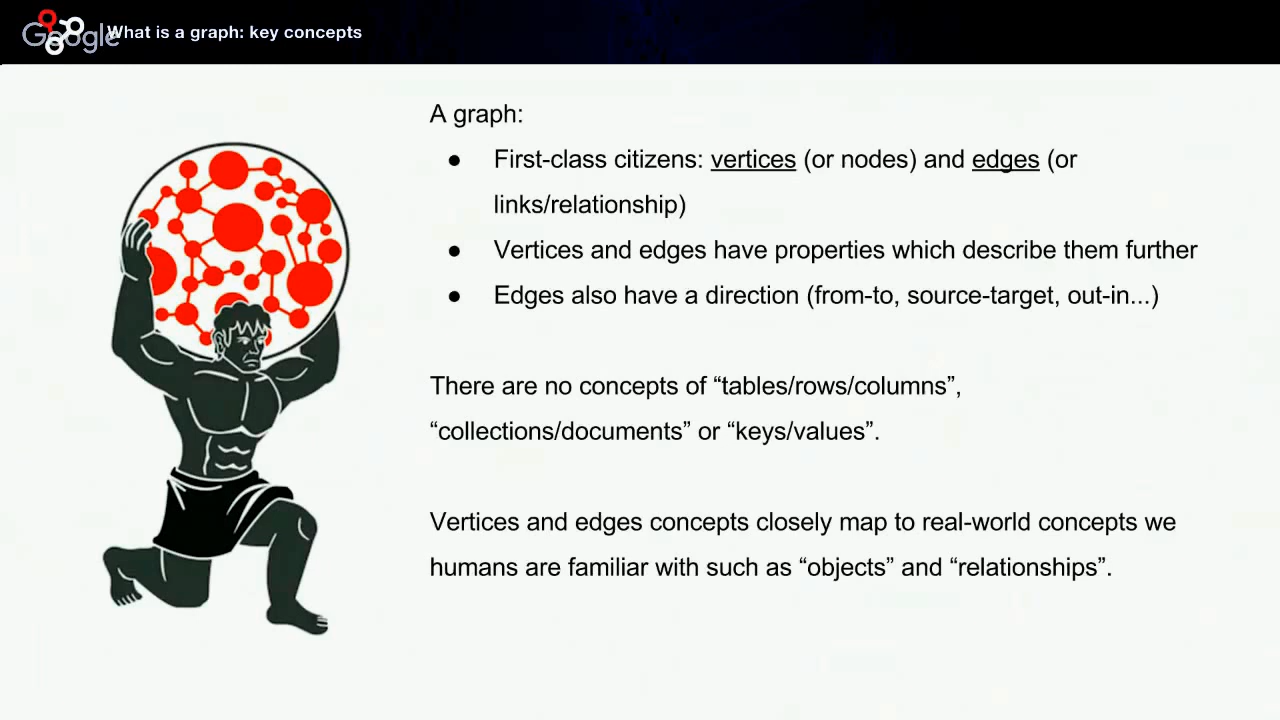 Google
What is a graph: key concepts
A graph:
● First-class citizens: vertices (or nodes) and edges (or
links/relationship)
● Vertices and edges have properties which describe them further
● Edges also have a direction (from-to, source-target, out-in...)
There are no concepts of “tables/rows/columns”,
“collections/documents” or “keys/values”.
Vertices and edges concepts closely map to real-world concepts we
humans are familiar with such as “objects” and “relationships”.